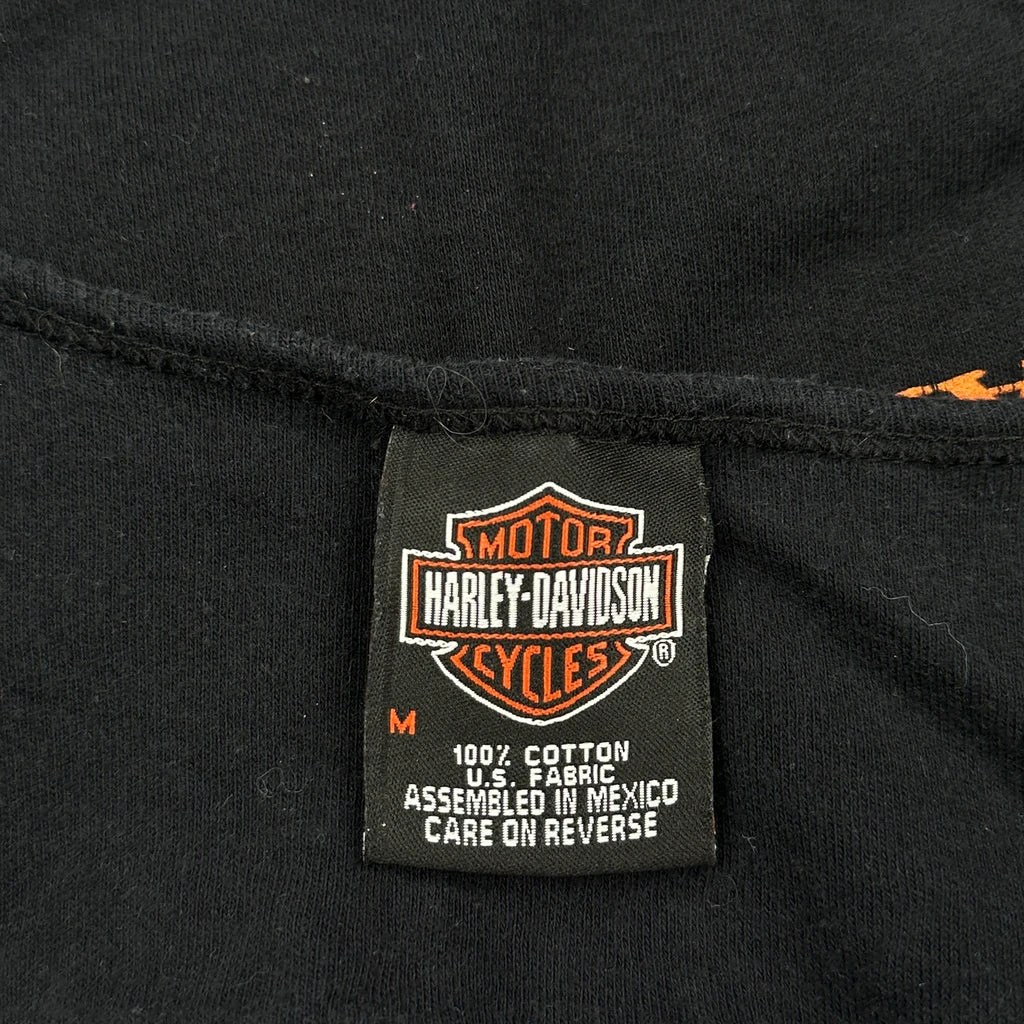 MOTOR
HARLEY-DAVIDSON
CYCLES
®
M
100% COTTON
U.S. FABRIC
ASSEMBLED IN MEXICO
CARE ON REVERSE